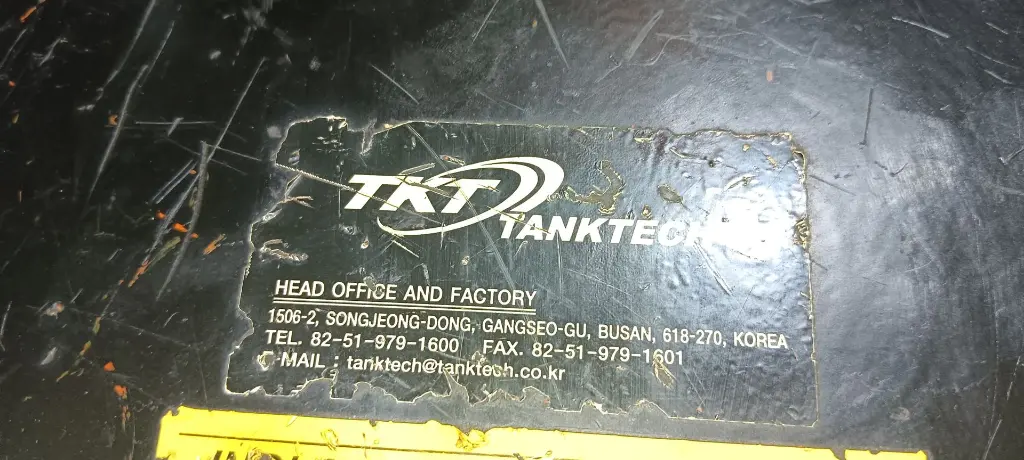 TKT
TANKTECH
HEAD OFFICE AND FACTORY
1506-2, SONGJEONG-DONG, GANGSEO-GU, BUSAN, 618-270, KOREA
TEL. 82-51-979-1600 FAX. 82-51-979-1601
E-MAIL : tanktech@tanktech.co.kr